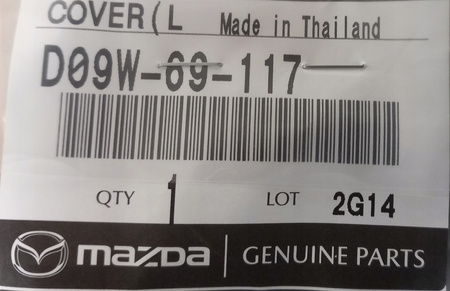 COVER(L Made in Thailand
D09W-69-117
QTY 1 LOT 2G14
mazda GENUINE PARTS